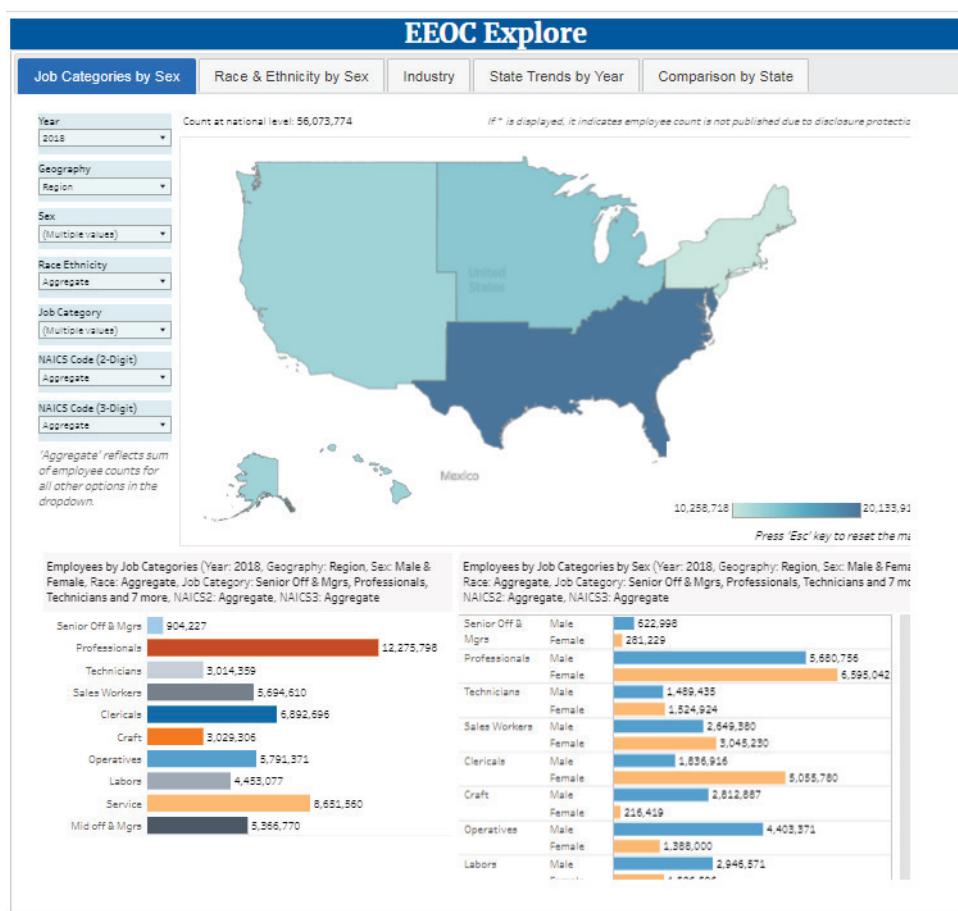 EEOC Explore
Job Categories by Sex
Race & Ethnicity by Sex
Industry
State Trends by Year
Comparison by State
Year
2018
Geography
Region
Sex
(Multiple values)
Race Ethnicity
Aggregate
Job Category
(Multiple values)
NAICS Code (2-Digit)
Aggregate
NAICS Code (3-Digit)
Aggregate
'Aggregate' reflects sum
of employee counts for
all other options in the
dropdown.
Count at national level: 56,073,774
If * is displayed, it indicates employee count is not published due to disclosure protectio
United
States
Mexico
10,258,718
20,133,91
Press 'Esc' key to reset the ma
Employees by Job Categories (Year: 2018, Geography: Region, Sex: Male &
Female, Race: Aggregate, Job Category: Senior Off & Mgrs, Professionals,
Technicians and 7 more, NAICS2: Aggregate, NAICS3: Aggregate
Senior Off & Mgrs 904,227
Professionals 12,275,798
Technicians 3,014,359
Sales Workers 5,694,610
Clericals 6,892,696
Craft 3,029,306
Operatives 5,791,371
Labors 4,453,077
Service 8,651,560
Mid off & Mgrs 5,366,770
Employees by Job Categories by Sex (Year: 2018, Geography: Region, Sex: Male & Fema
Race: Aggregate, Job Category: Senior Off & Mgrs, Professionals, Technicians and 7 mo
NAICS2: Aggregate, NAICS3: Aggregate
Senior Off & Male 622,998
Mgrs Female 281,229
Professionals Male 5,680,756
Female 6,595,042
Technicians Male 1,489,435
Female 1,524,924
Sales Workers Male 2,649,380
Female 3,045,230
Clericals Male 1,836,916
Female 5,055,780
Craft Male 2,812,887
Female 216,419
Operatives Male 4,403,371
Female 1,388,000
Labors Male 2,946,571
Female